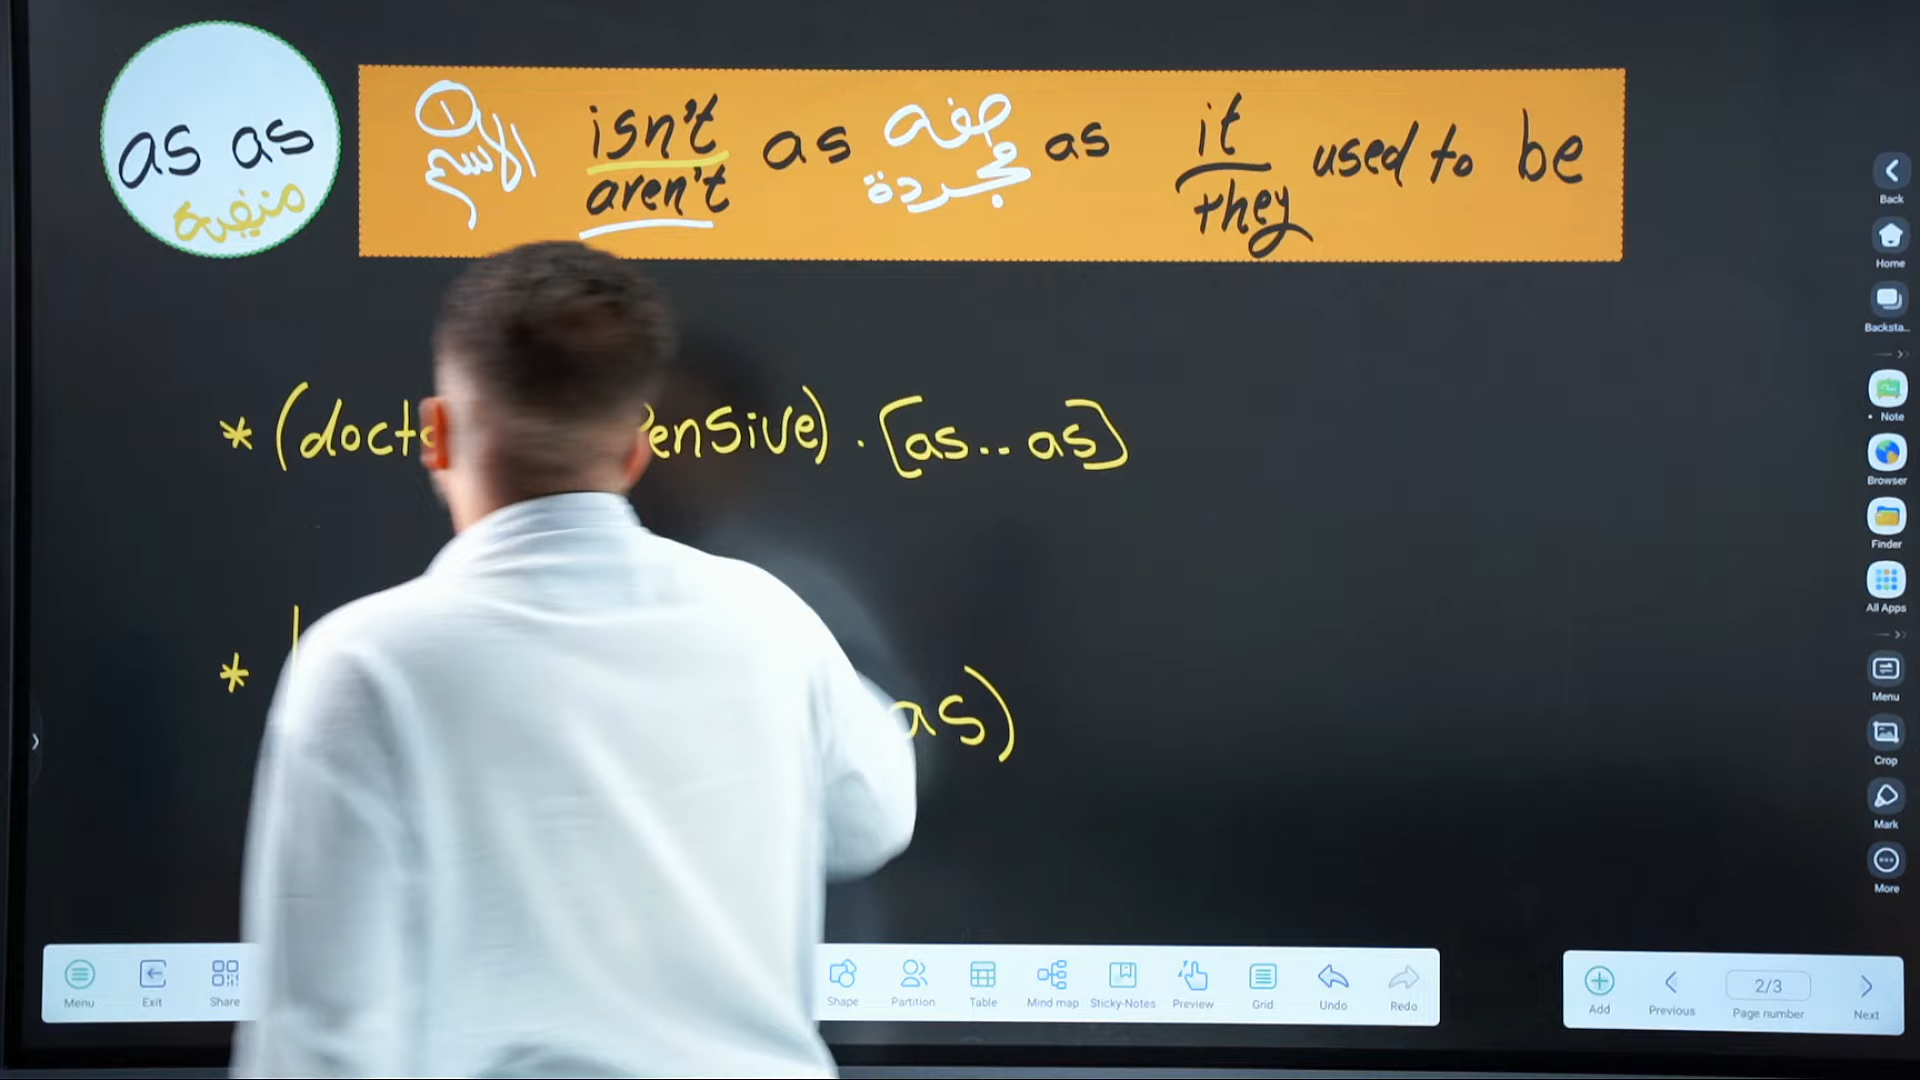 as as
منفية
١ الاسم isn't aren't as صفه مجردة as it they used to be
* (doct ensive). [as.. as]
* as)
Back
Home
Backsta...
Note
Browser
Finder
All Apps
Menu
Crop
Mark
More
Menu Exit Share Shape Partition Table Mind map Sticky-Notes Preview Grid Undo Redo
Add Previous 2/3 Page number Next